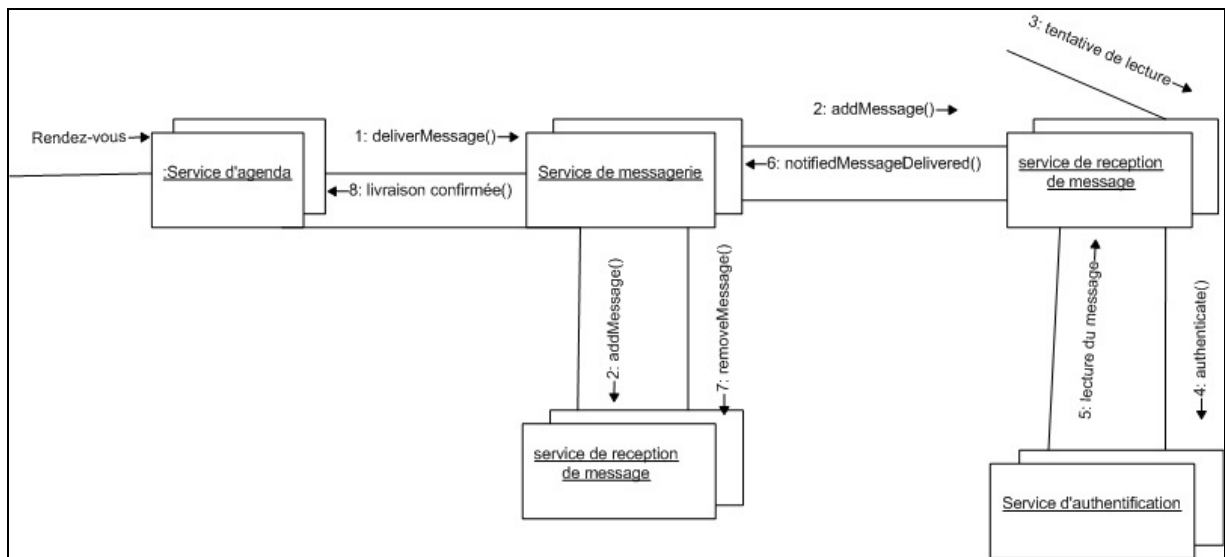 3: tentative de lecture
2: addMessage()
Rendez-vous
1: deliverMessage()
:Service d'agenda
Service de messagerie
6: notifiedMessageDelivered()
service de reception
de message
8: livraison confirmée()
2: addMessage()
7: removeMessage()
5: lecture du message
4: authenticate()
service de reception
de message
Service d'authentification